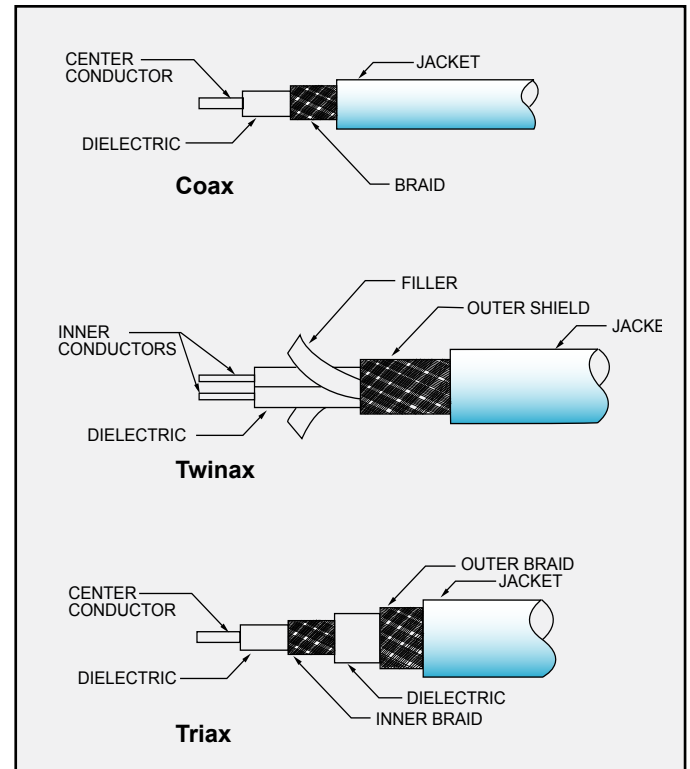 CENTER
CONDUCTOR
JACKET
DIELECTRIC
BRAID
Coax
FILLER
OUTER SHIELD
JACKE
INNER
CONDUCTORS
DIELECTRIC
Twinax
OUTER BRAID
JACKET
CENTER
CONDUCTOR
DIELECTRIC
DIELECTRIC
INNER BRAID
Triax